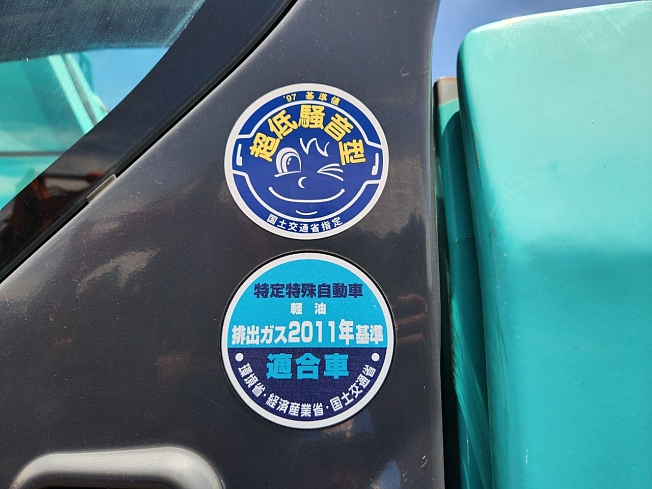 '97 基準値
超低騒音型
国土交通省指定
特定特殊自動車
軽油
排出ガス2011年基準
適合車
・環境省・経済産業省・国土交通省・